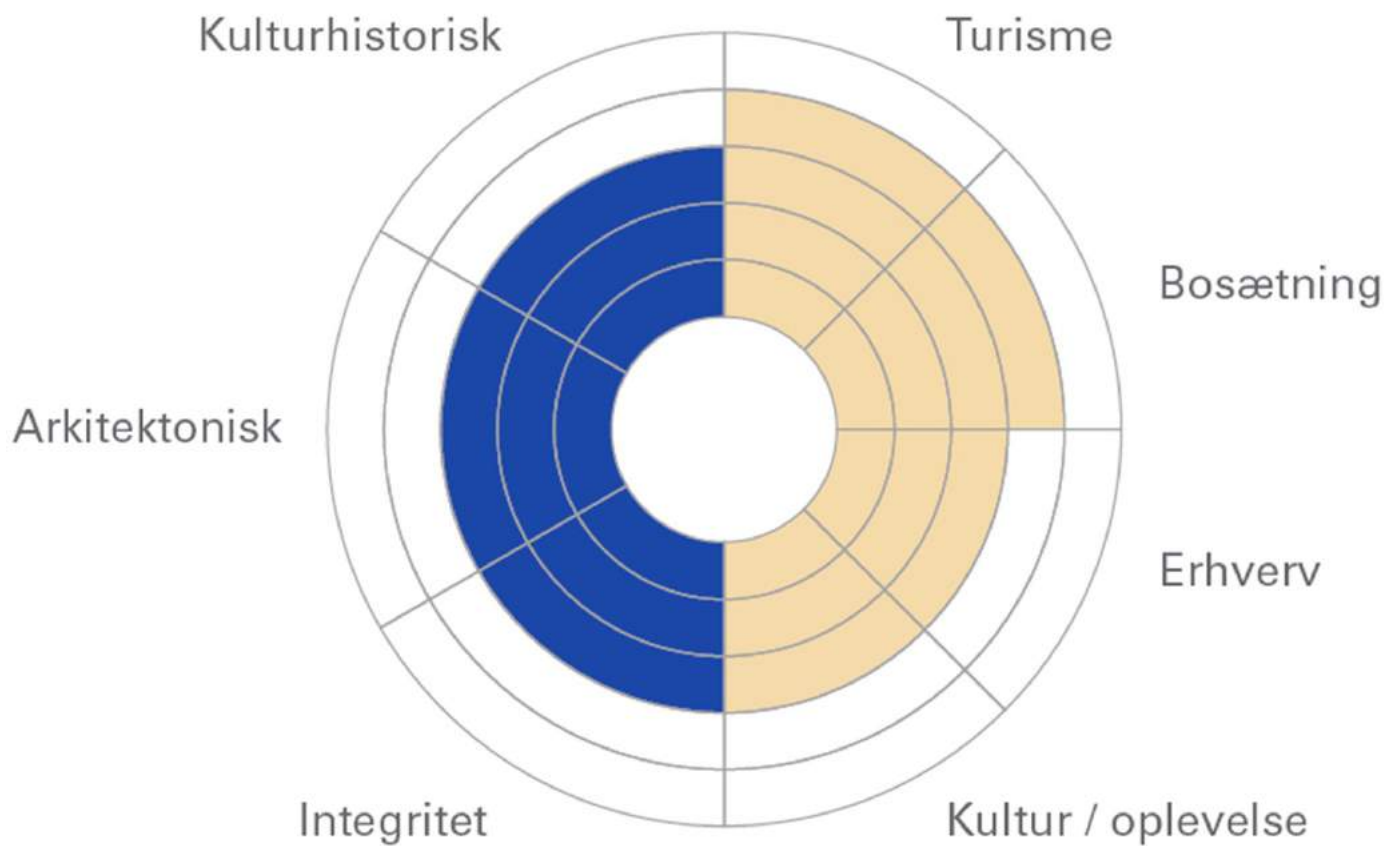 Kulturhistorisk
Turisme
Bosætning
Arkitektonisk
Erhverv
Integritet
Kultur / oplevelse